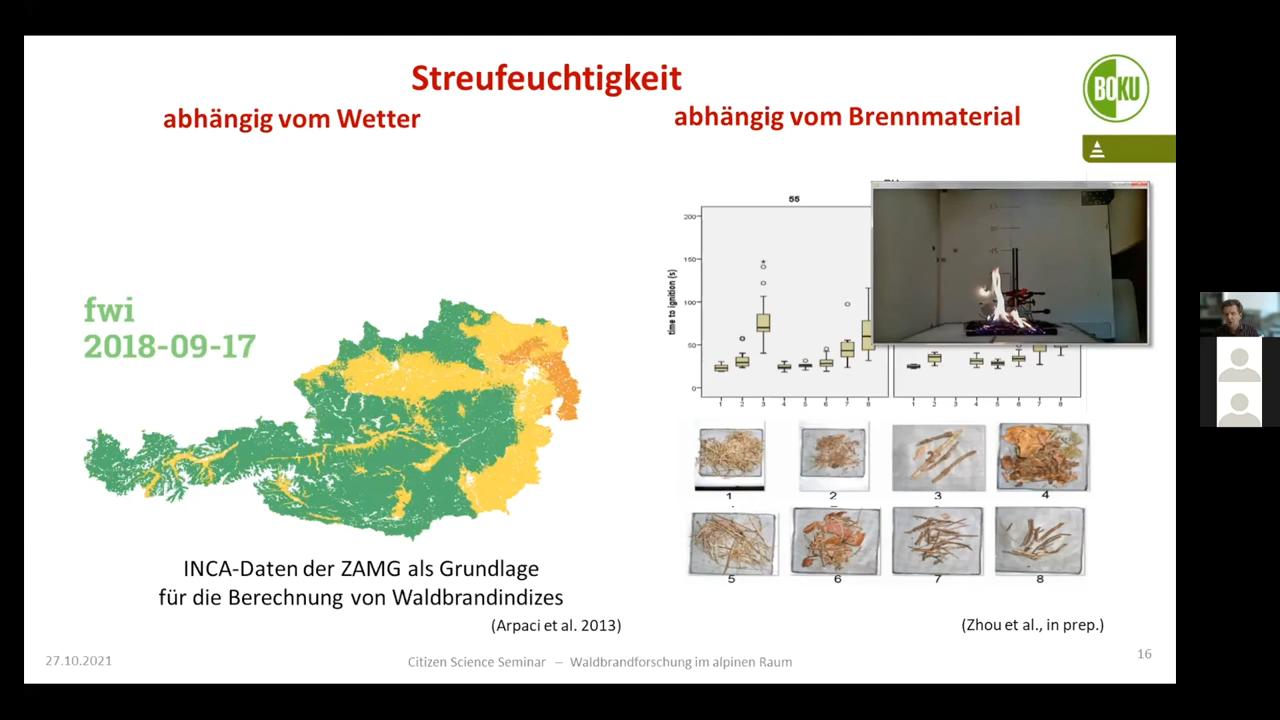 Streufeuchtigkeit
abhängig vom Wetter
abhängig vom Brennmaterial
BOKU
fwi
2018-09-17
55
time to ignition (s)
200
150
100
50
0
1 2 3 4 5 6 7 8
1 2 3 4 5 6 7 8
1 2 3 4
5 6 7 8
INCA-Daten der ZAMG als Grundlage
für die Berechnung von Waldbrandindizes
(Arpaci et al. 2013)
(Zhou et al., in prep.)
27.10.2021
Citizen Science Seminar – Waldbrandforschung im alpinen Raum
16